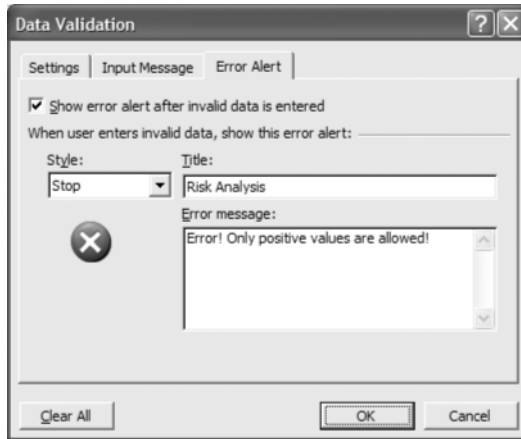 Data Validation
Settings Input Message Error Alert
Show error alert after invalid data is entered
When user enters invalid data, show this error alert:
Style: Title:
Stop Risk Analysis
Error message:
Error! Only positive values are allowed!
Clear All OK Cancel